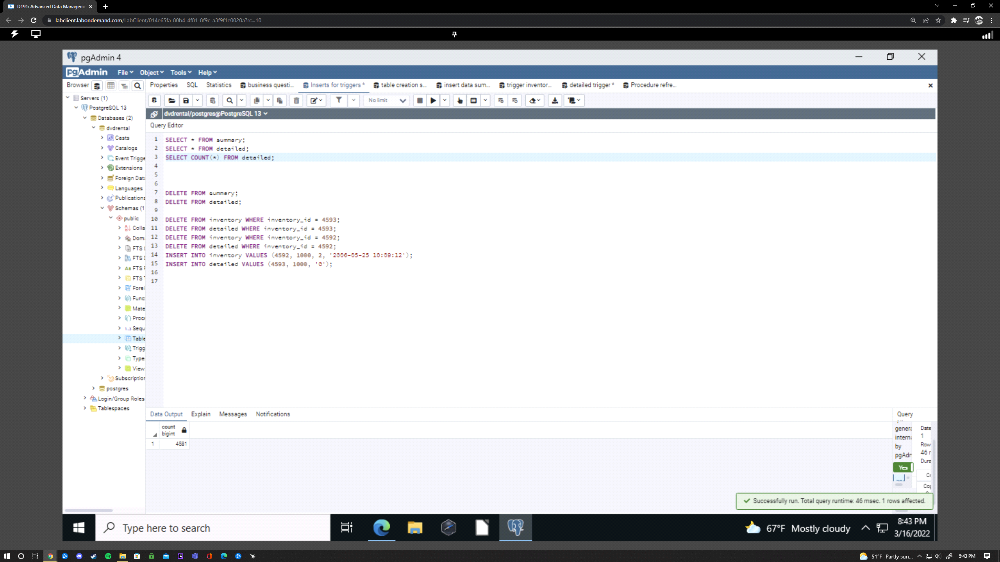 D191: Advanced Data Managem
labclient.labondemand.com/LabClient/014e65fa-80b4-4f81-8f9c-a3f9f1e0020a?rc=10
pgAdmin 4
pgAdmin File Object Tools Help
Browser Properties SQL Statistics business questi... Inserts for triggers * table creation s... insert data sum... trigger inventor... detailed trigger * Procedure refre...
No limit
dvdrental/postgres@PostgreSQL 13
Query Editor
Servers (1)
PostgreSQL 13
Databases (2)
dvdrental
Casts
Catalogs
Event Trigge
Extensions
Foreign Data
Languages
Publications
Schemas (1
public
Colla
Doma
FTS C
FTS D
FTS P
FTS T
Forei
Func
Mate
Proce
1..3 Sequ
Table
Trigg
Type
View
Subscription
postgres
Login/Group Roles
Tablespaces
1 SELECT * FROM summary;
2 SELECT * FROM detailed;
3 SELECT COUNT(*) FROM detailed;
4
5
6
7 DELETE FROM summary;
8 DELETE FROM detailed;
9
10 DELETE FROM inventory WHERE inventory_id = 4593;
11 DELETE FROM detailed WHERE inventory_id = 4593;
12 DELETE FROM inventory WHERE inventory_id = 4592;
13 DELETE FROM detailed WHERE inventory_id = 4592;
14 INSERT INTO inventory VALUES (4592, 1000, 2, '2006-05-25 10:09:12');
15 INSERT INTO detailed VALUES (4593, 1000, 'G');
16
17
Data Output Explain Messages Notifications
count
bigint
1 4581
Query
genera
interna
by
pgAdm
Yes
Date
1
Row
46 r
Dura
Cop
Successfully run. Total query runtime: 46 msec. 1 rows affected.
Type here to search
67°F Mostly cloudy
8:43 PM
3/16/2022
51°F Partly sun... 5:43 PM